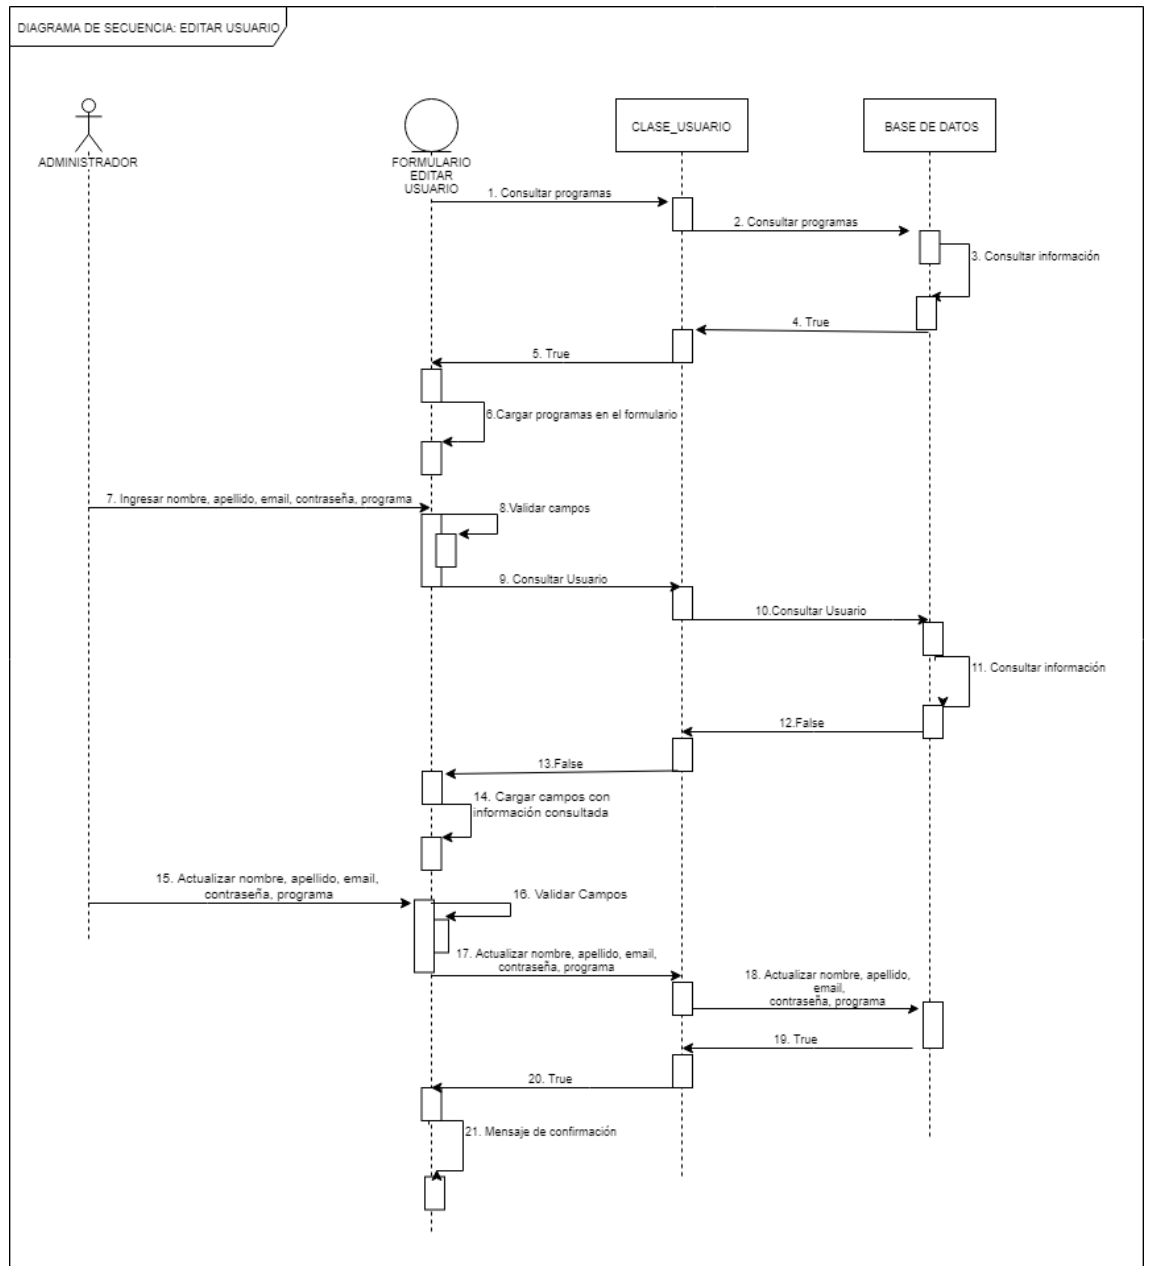 DIAGRAMA DE SECUENCIA: EDITAR USUARIO
ADMINISTRADOR
FORMULARIO
EDITAR
USUARIO
CLASE_USUARIO
BASE DE DATOS
1. Consultar programas
2. Consultar programas
3. Consultar información
4. True
5. True
6.Cargar programas en el formulario
7. Ingresar nombre, apellido, email, contraseña, programa
8.Validar campos
9. Consultar Usuario
10.Consultar Usuario
11. Consultar información
12.False
13.False
14. Cargar campos con
información consultada
15. Actualizar nombre, apellido, email,
contraseña, programa
16. Validar Campos
17. Actualizar nombre, apellido, email,
contraseña, programa
18. Actualizar nombre, apellido,
email,
contraseña, programa
19. True
20. True
21. Mensaje de confirmación